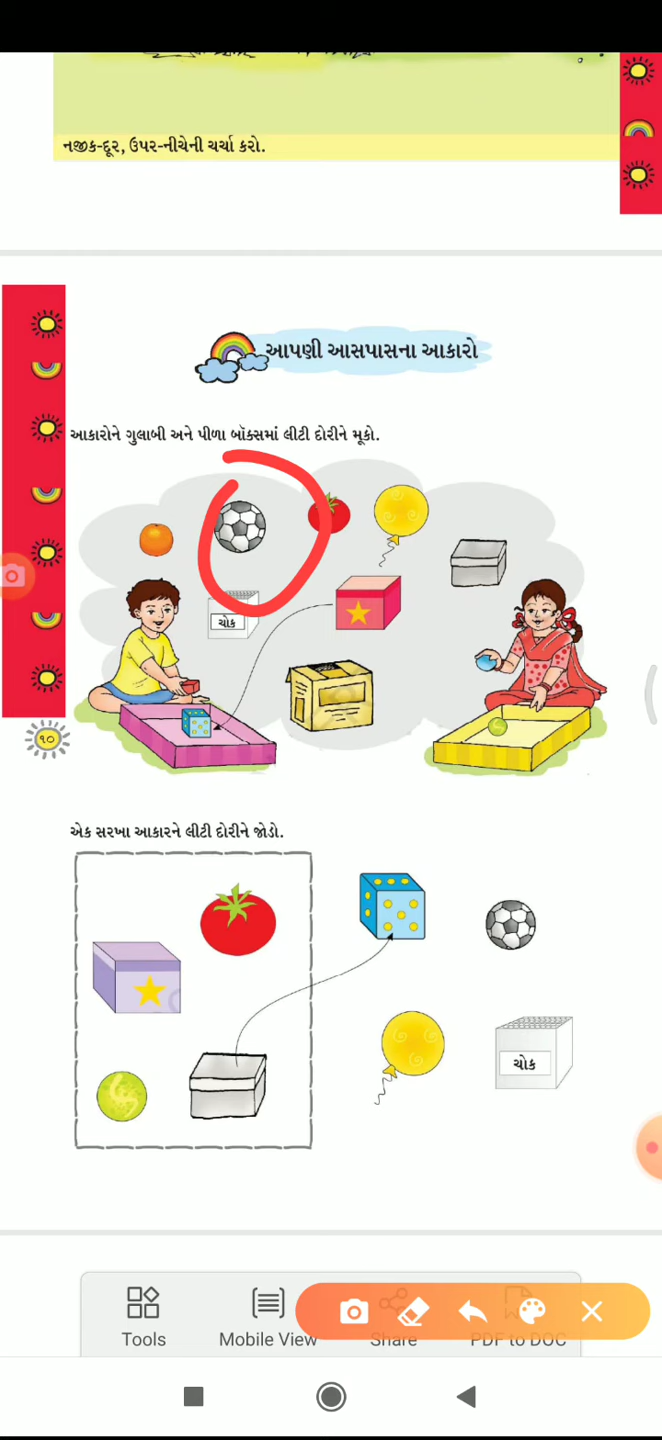 નજીક-દૂર, ઉપર-નીચેની ચર્ચા કરો.
આપણી આસપાસના આકારો
આકારોને ગુલાબી અને પીળા બૉક્સમાં લીટી દોરીને મૂકો.
ચોક
૧૦
એક સરખા આકારને લીટી દોરીને જોડો.
ચોક
Tools
Mobile View
Share
PDF to DOC